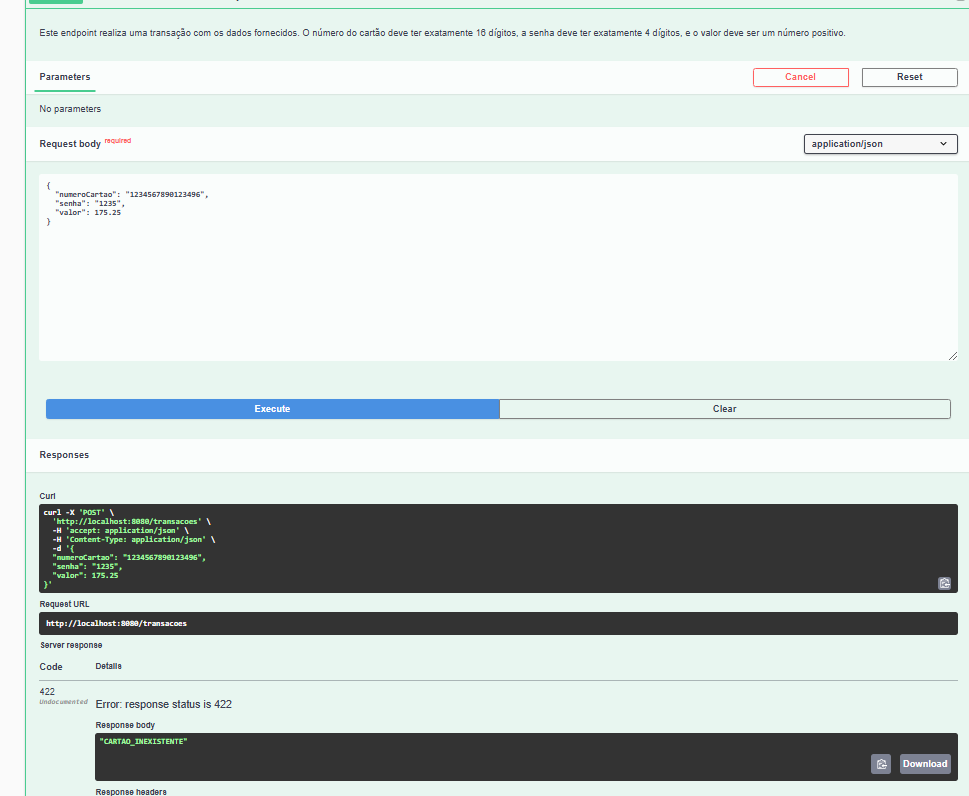 Este endpoint realiza uma transação com os dados fornecidos. O número do cartão deve ter exatamente 16 dígitos, a senha deve ter exatamente 4 dígitos, e o valor deve ser um número positivo.
Parameters
Cancel
Reset
No parameters
Request body required
application/json
{
  "numeroCartao": "1234567890123496",
  "senha": "1235",
  "valor": 175.25
}
Execute
Clear
Responses
Curl
curl -X 'POST' \
  'http://localhost:8080/transacoes' \
  -H 'accept: application/json' \
  -H 'Content-Type: application/json' \
  -d '{
  "numeroCartao": "1234567890123496",
  "senha": "1235",
  "valor": 175.25
}'
Request URL
http://localhost:8080/transacoes
Server response
Code
Details
422
Undocumented
Error: response status is 422
Response body
"CARTAO_INEXISTENTE"
Download
Response headers